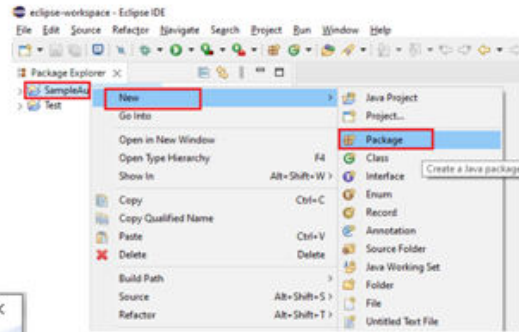 eclipse-workspace - Eclipse IDE
File Edit Source Refactor Navigate Search Project Run Window Help
Package Explorer
SampleAu
Test
New
Go Into
Open in New Window
Open Type Hierarchy F4
Show In Alt+Shift+W >
Copy Ctrl+C
Copy Qualified Name
Paste Ctrl+V
Delete Delete
Build Path
Source Alt+Shift+S >
Refactor Alt+Shift+T >
Java Project
Project...
Package
Class
Create a Java package
Interface
Enum
Record
Annotation
Source Folder
Java Working Set
Folder
File
Untitled Text File